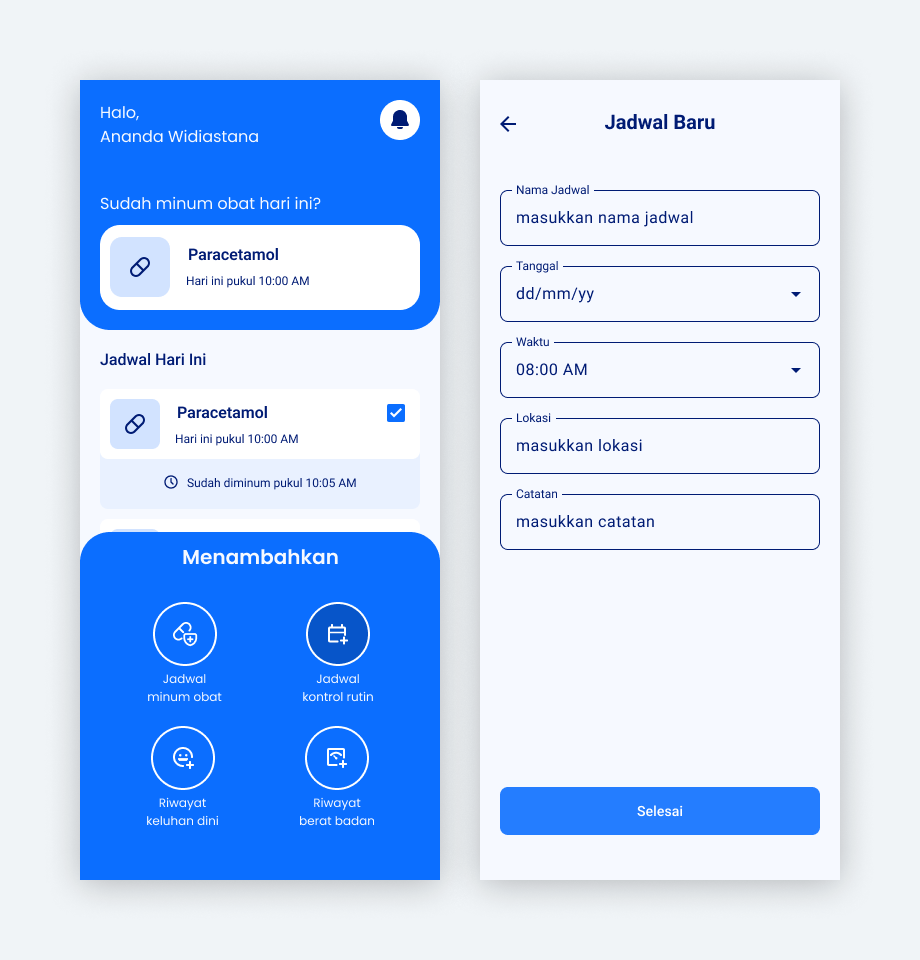 Halo,
Ananda Widiastana
Sudah minum obat hari ini?
Paracetamol
Hari ini pukul 10:00 AM
Jadwal Hari Ini
Paracetamol
Hari ini pukul 10:00 AM
Sudah diminum pukul 10:05 AM
Menambahkan
Jadwal
minum obat
Jadwal
kontrol rutin
Riwayat
keluhan dini
Riwayat
berat badan
Jadwal Baru
Nama Jadwal
masukkan nama jadwal
Tanggal
dd/mm/yy
Waktu
08:00 AM
Lokasi
masukkan lokasi
Catatan
masukkan catatan
Selesai